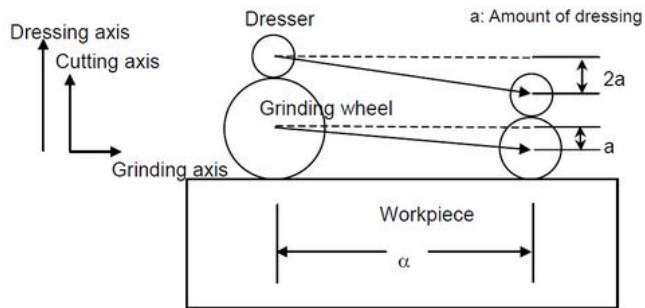 Dresser
a: Amount of dressing
Dressing axis
Cutting axis
2a
Grinding wheel
a
Grinding axis
Workpiece
α